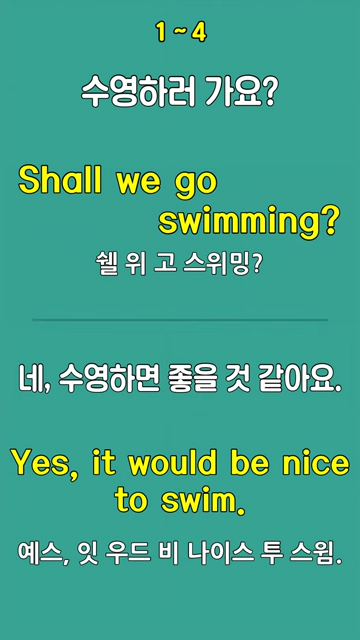 1 ~ 4
수영하러 가요?
Shall we go
swimming?
쉘 위 고 스위밍?
네, 수영하면 좋을 것 같아요.
Yes, it would be nice
to swim.
예스, 잇 우드 비 나이스 투 스윔.